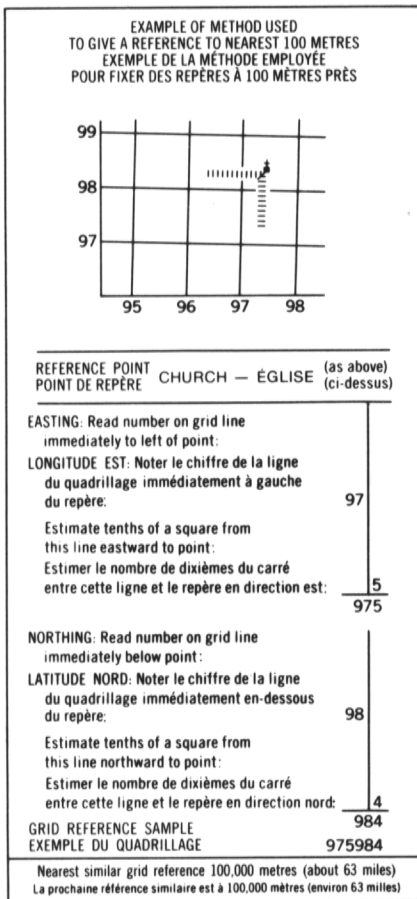 EXAMPLE OF METHOD USED
TO GIVE A REFERENCE TO NEAREST 100 METRES
EXEMPLE DE LA MÉTHODE EMPLOYÉE
POUR FIXER DES REPÈRES À 100 MÈTRES PRÈS
99
98
97
95 96 97 98
REFERENCE POINT
POINT DE REPÈRE
CHURCH — ÉGLISE
(as above)
(ci-dessus)
EASTING: Read number on grid line
immediately to left of point:
LONGITUDE EST: Noter le chiffre de la ligne
du quadrillage immédiatement à gauche
du repère: 97
Estimate tenths of a square from
this line eastward to point:
Estimer le nombre de dixièmes du carré
entre cette ligne et le repère en direction est: 5
975
NORTHING: Read number on grid line
immediately below point:
LATITUDE NORD: Noter le chiffre de la ligne
du quadrillage immédiatement en-dessous
du repère: 98
Estimate tenths of a square from
this line northward to point:
Estimer le nombre de dixièmes du carré
entre cette ligne et le repère en direction nord: 4
984
GRID REFERENCE SAMPLE
EXEMPLE DU QUADRILLAGE 975984
Nearest similar grid reference 100,000 metres (about 63 miles)
La prochaine référence similaire est à 100,000 mètres (environ 63 milles)